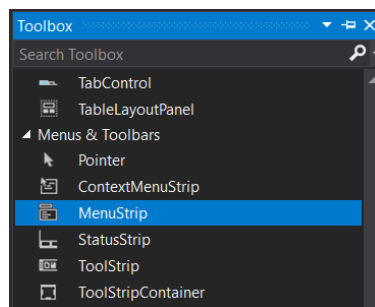 Toolbox
Search Toolbox
TabControl
TableLayoutPanel
Menus & Toolbars
Pointer
ContextMenuStrip
MenuStrip
StatusStrip
ToolStrip
ToolStripContainer